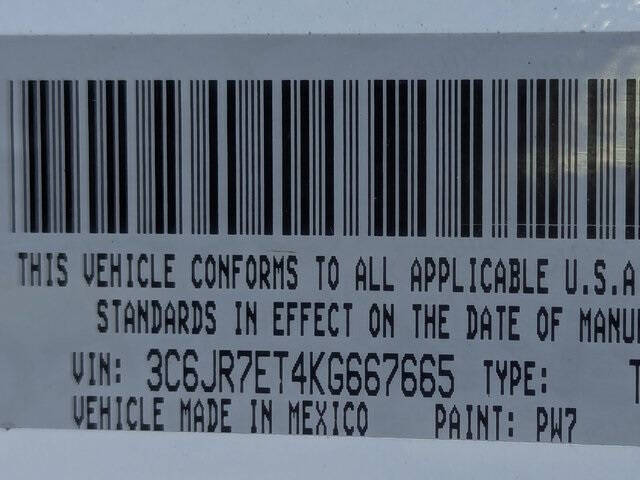 THIS VEHICLE CONFORMS TO ALL APPLICABLE U.S.A
STANDARDS IN EFFECT ON THE DATE OF MANU
VIN: 3C6JR7ET4KG667665 TYPE: T
VEHICLE MADE IN MEXICO PAINT: PW7